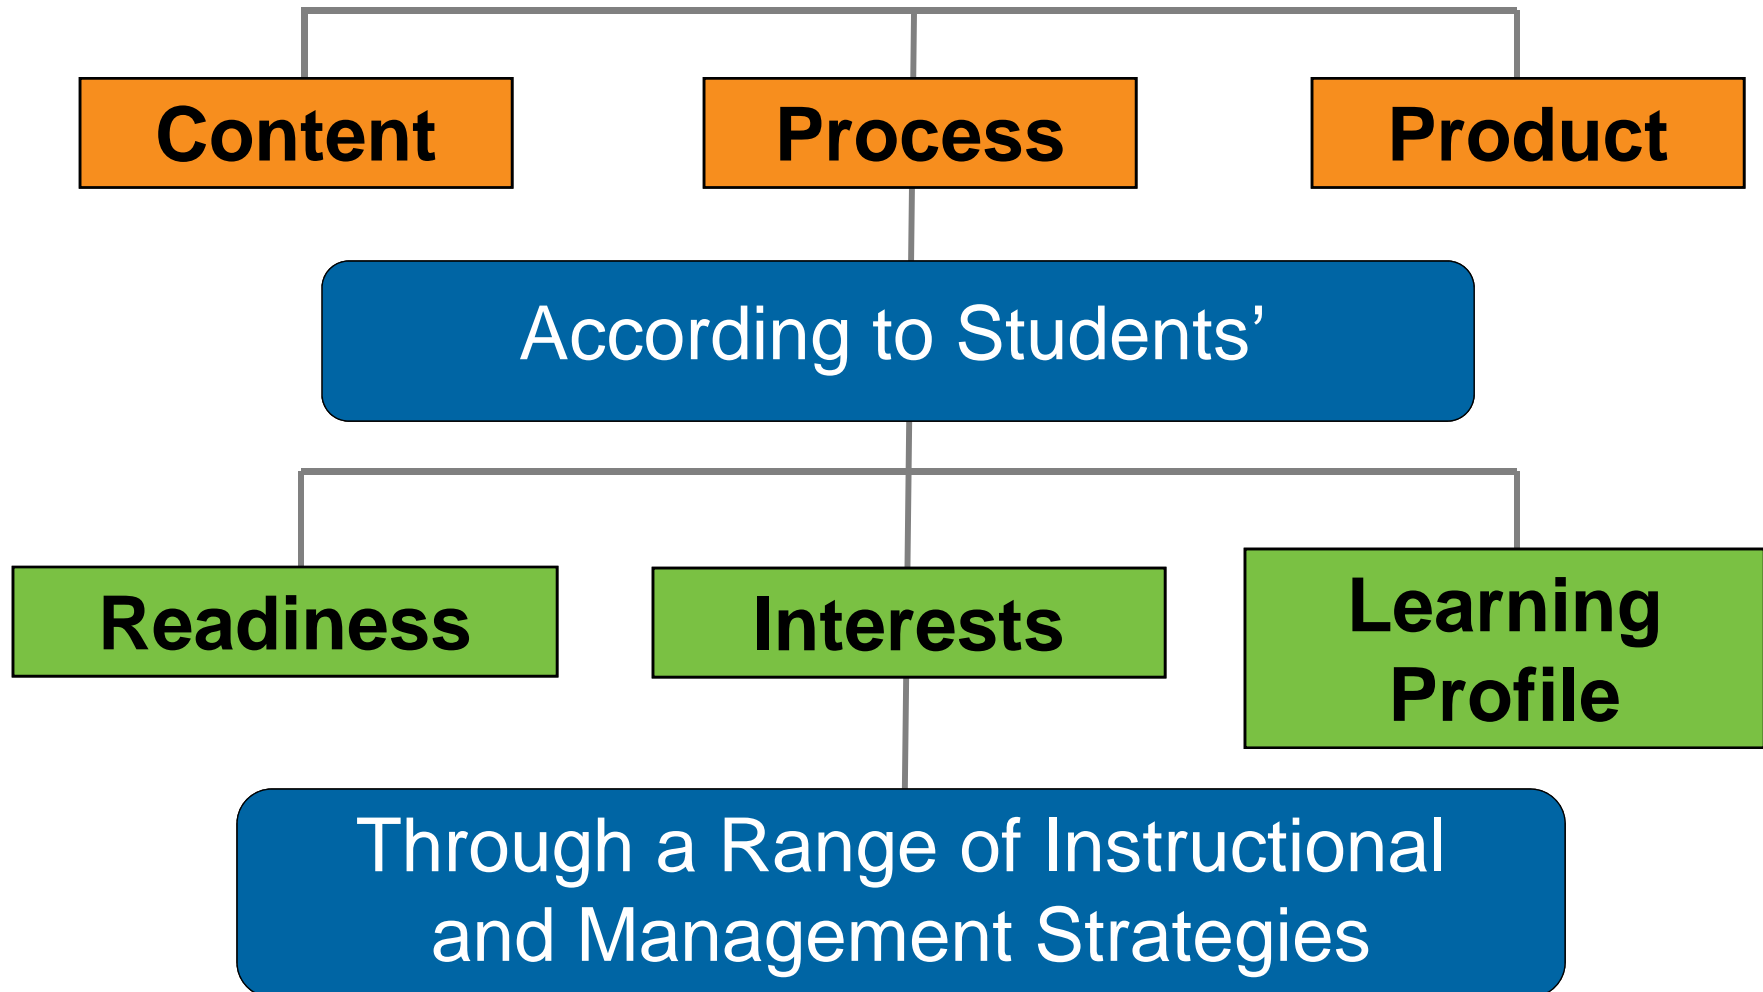 Content
Process
Product
According to Students’
Readiness
Interests
Learning
Profile
Through a Range of Instructional
and Management Strategies